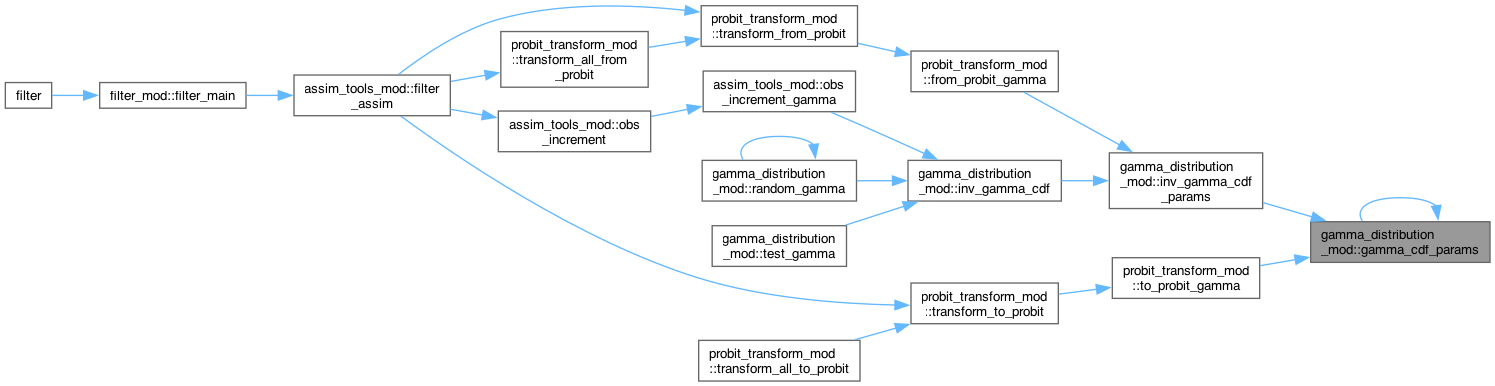 filter
filter_mod::filter_main
assim_tools_mod::filter
_assim
probit_transform_mod
::transform_all_from
_probit
assim_tools_mod::obs
_increment
probit_transform_mod
::transform_from_probit
assim_tools_mod::obs
_increment_gamma
gamma_distribution
_mod::random_gamma
gamma_distribution
_mod::test_gamma
probit_transform_mod
::transform_all_to_probit
probit_transform_mod
::from_probit_gamma
gamma_distribution
_mod::inv_gamma_cdf
probit_transform_mod
::transform_to_probit
gamma_distribution
_mod::inv_gamma_cdf
_params
probit_transform_mod
::to_probit_gamma
gamma_distribution
_mod::gamma_cdf_params